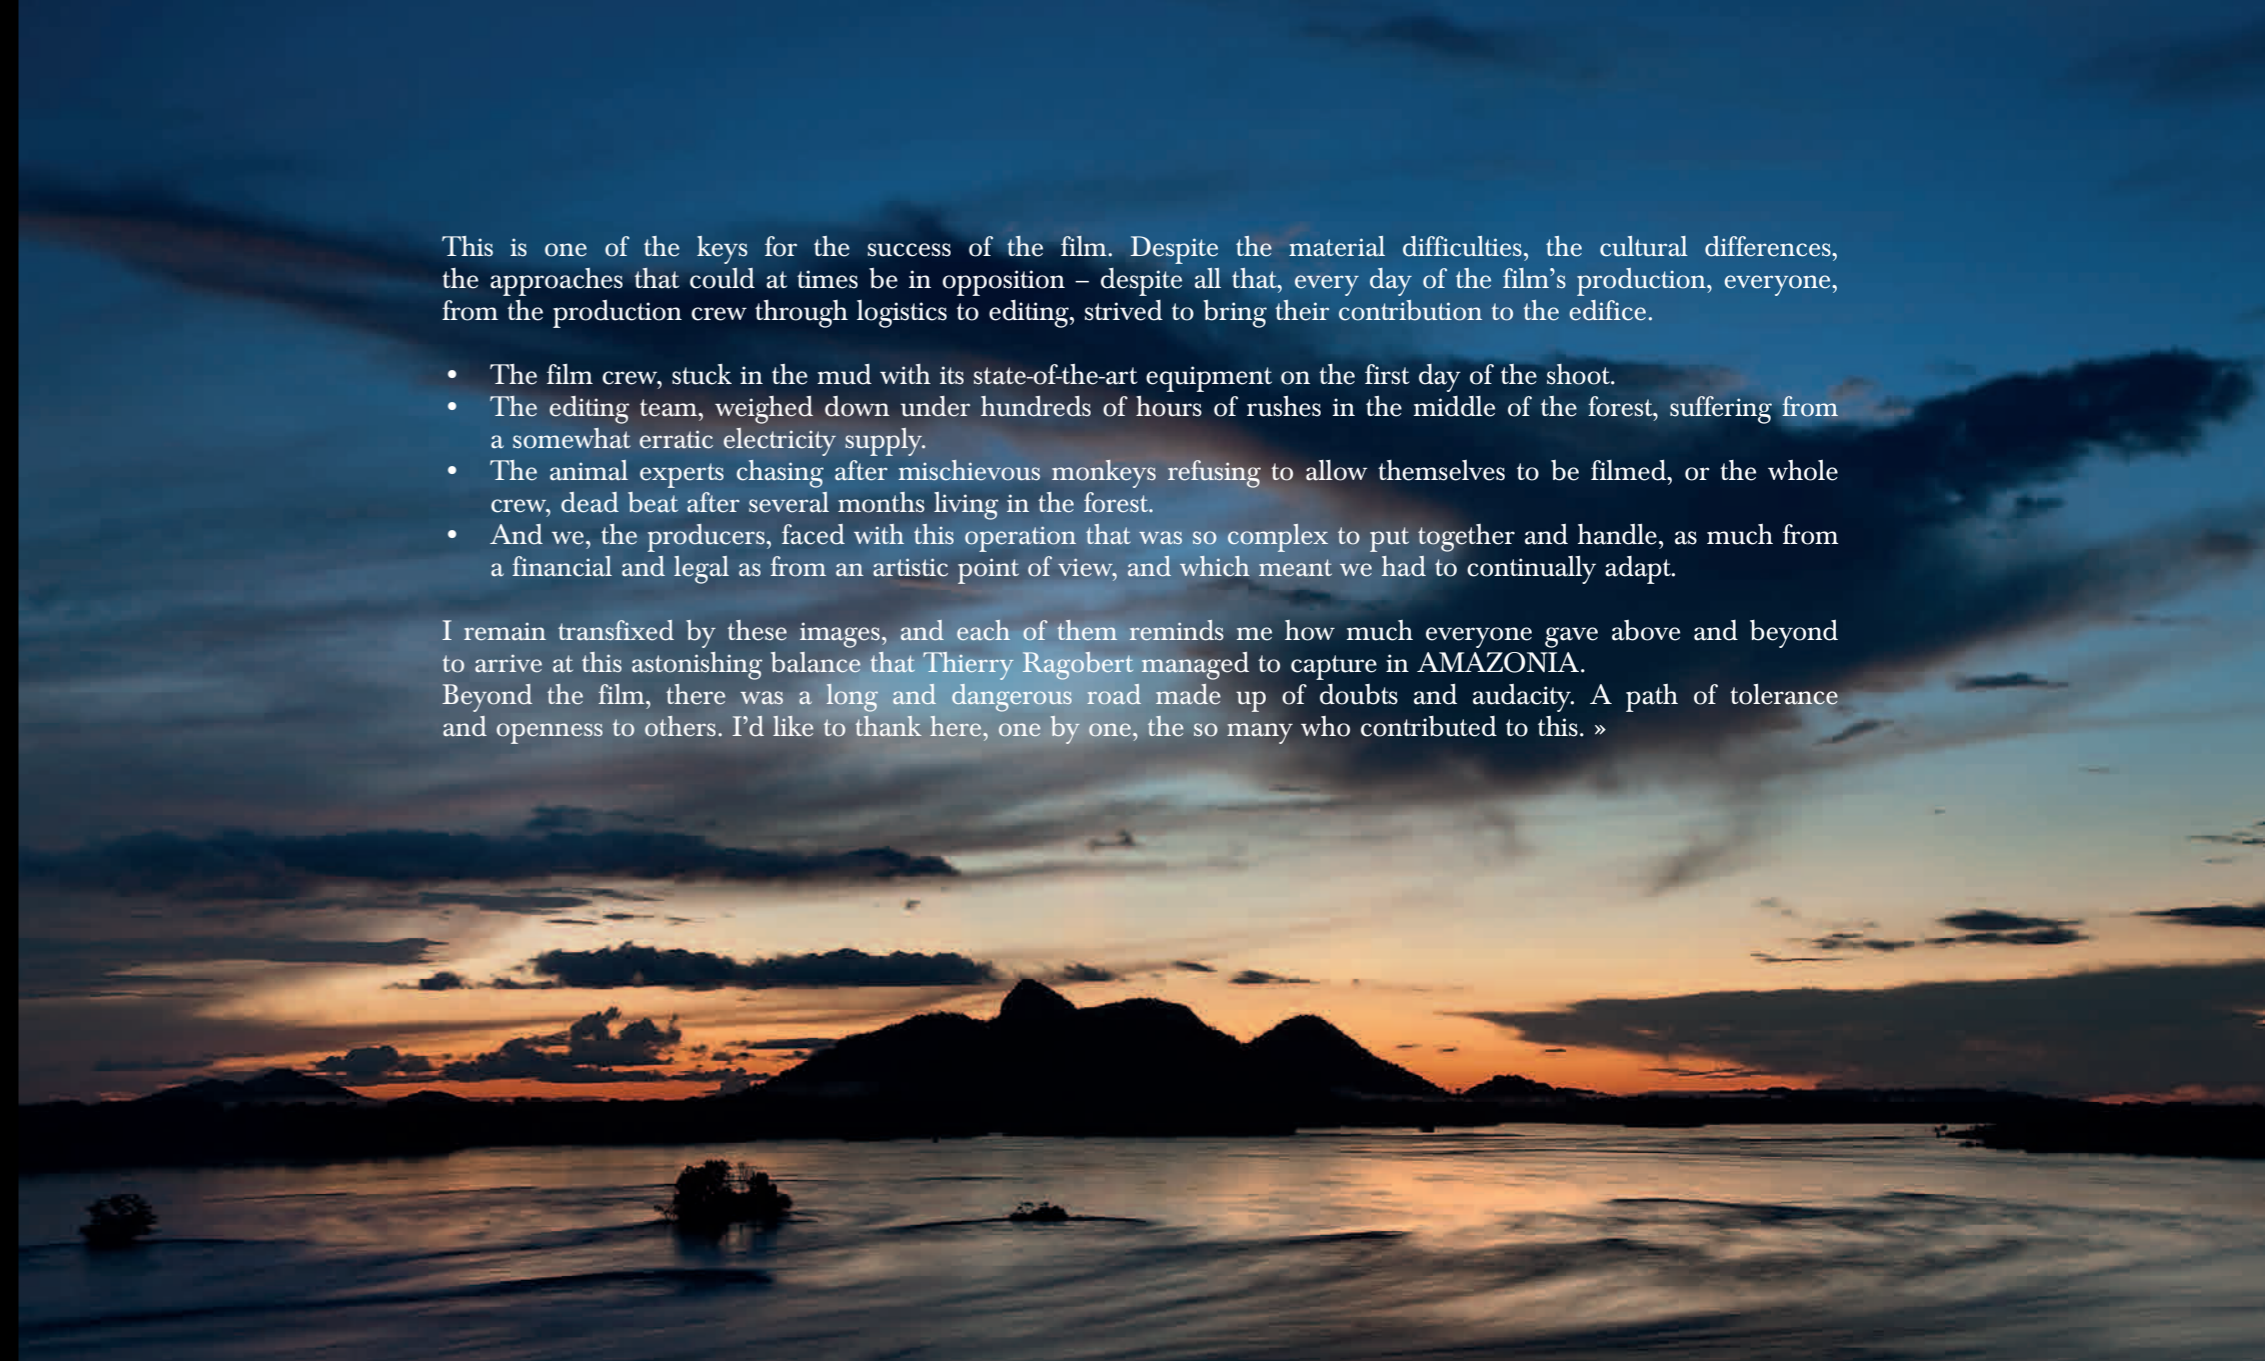 This is one of the keys for the success of the film. Despite the material difficulties, the cultural differences,
the approaches that could at times be in opposition – despite all that, every day of the film’s production, everyone,
from the production crew through logistics to editing, strived to bring their contribution to the edifice.
• The film crew, stuck in the mud with its state-of-the-art equipment on the first day of the shoot.
• The editing team, weighed down under hundreds of hours of rushes in the middle of the forest, suffering from
a somewhat erratic electricity supply.
• The animal experts chasing after mischievous monkeys refusing to allow themselves to be filmed, or the whole
crew, dead beat after several months living in the forest.
• And we, the producers, faced with this operation that was so complex to put together and handle, as much from
a financial and legal as from an artistic point of view, and which meant we had to continually adapt.
I remain transfixed by these images, and each of them reminds me how much everyone gave above and beyond
to arrive at this astonishing balance that Thierry Ragobert managed to capture in AMAZONIA.
Beyond the film, there was a long and dangerous road made up of doubts and audacity. A path of tolerance
and openness to others. I’d like to thank here, one by one, the so many who contributed to this. »